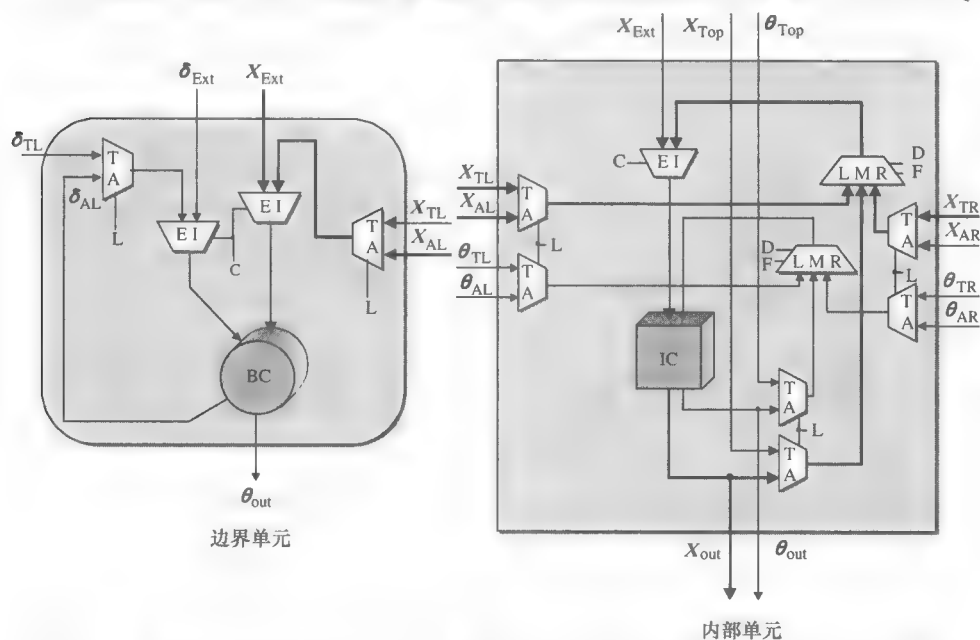 δExt
XExt
δTL
T
A
δAL
L
E I
E I
C
T
A
L
XTL
XAL
BC
θout
边界单元
XExt
XTop
θTop
C
E I
D
F
L M R
XTL
XAL
T
A
L
θTL
θAL
T
A
D
F
L M R
XTR
XAR
T
A
L
θTR
θAR
T
A
IC
T
A
L
T
A
Xout
θout
内部单元